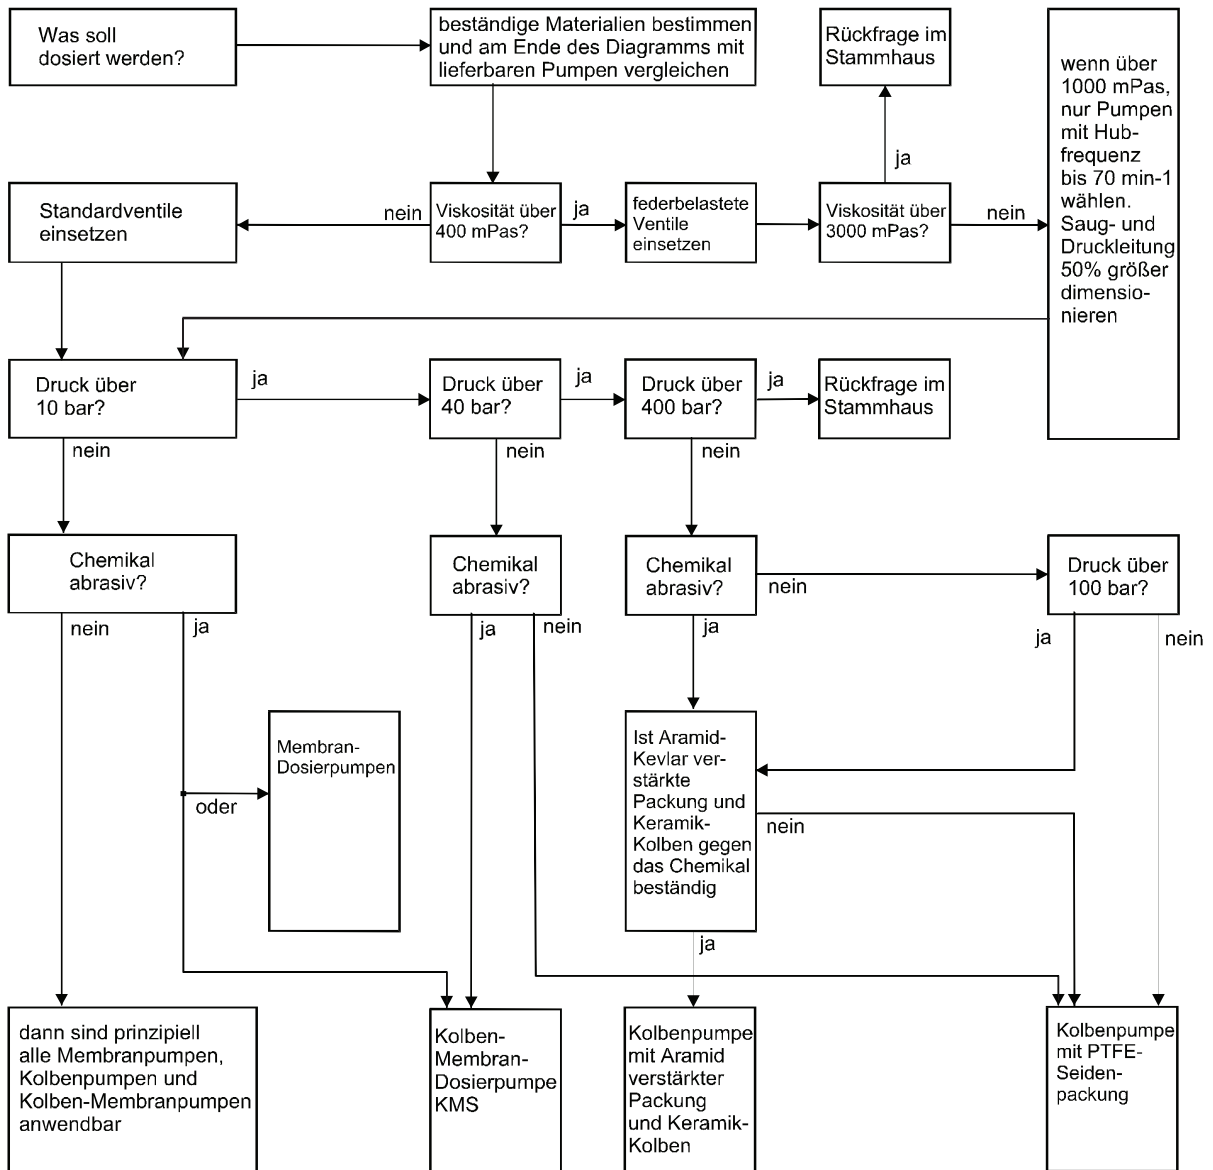 Was soll
dosiert werden?
beständige Materialien bestimmen
und am Ende des Diagramms mit
lieferbaren Pumpen vergleichen
Rückfrage im
Stammhaus
wenn über
1000 mPas,
nur Pumpen
mit Hub-
frequenz
bis 70 min-1
wählen.
Saug- und
Druckleitung
50% größer
dimensio-
nieren
ja
Standardventile
einsetzen
nein
Viskosität über
400 mPas?
ja
federbelastete
Ventile
einsetzen
Viskosität über
3000 mPas?
nein
Druck über
10 bar?
ja
Druck über
40 bar?
ja
Druck über
400 bar?
ja
Rückfrage im
Stammhaus
nein
nein
nein
Chemikal
abrasiv?
Chemikal
abrasiv?
Chemikal
abrasiv?
nein
Druck über
100 bar?
nein
ja
ja
nein
ja
ja
nein
Membran-
Dosierpumpen
oder
Ist Aramid-
Kevlar ver-
stärkte
Packung und
Keramik-
Kolben gegen
das Chemikal
beständig
nein
ja
dann sind prinzipiell
alle Membranpumpen,
Kolbenpumpen und
Kolben-Membranpumpen
anwendbar
Kolben-
Membran-
Dosierpumpe
KMS
Kolbenpumpe
mit Aramid
verstärkter
Packung
und Keramik-
Kolben
Kolbenpumpe
mit PTFE-
Seiden-
packung